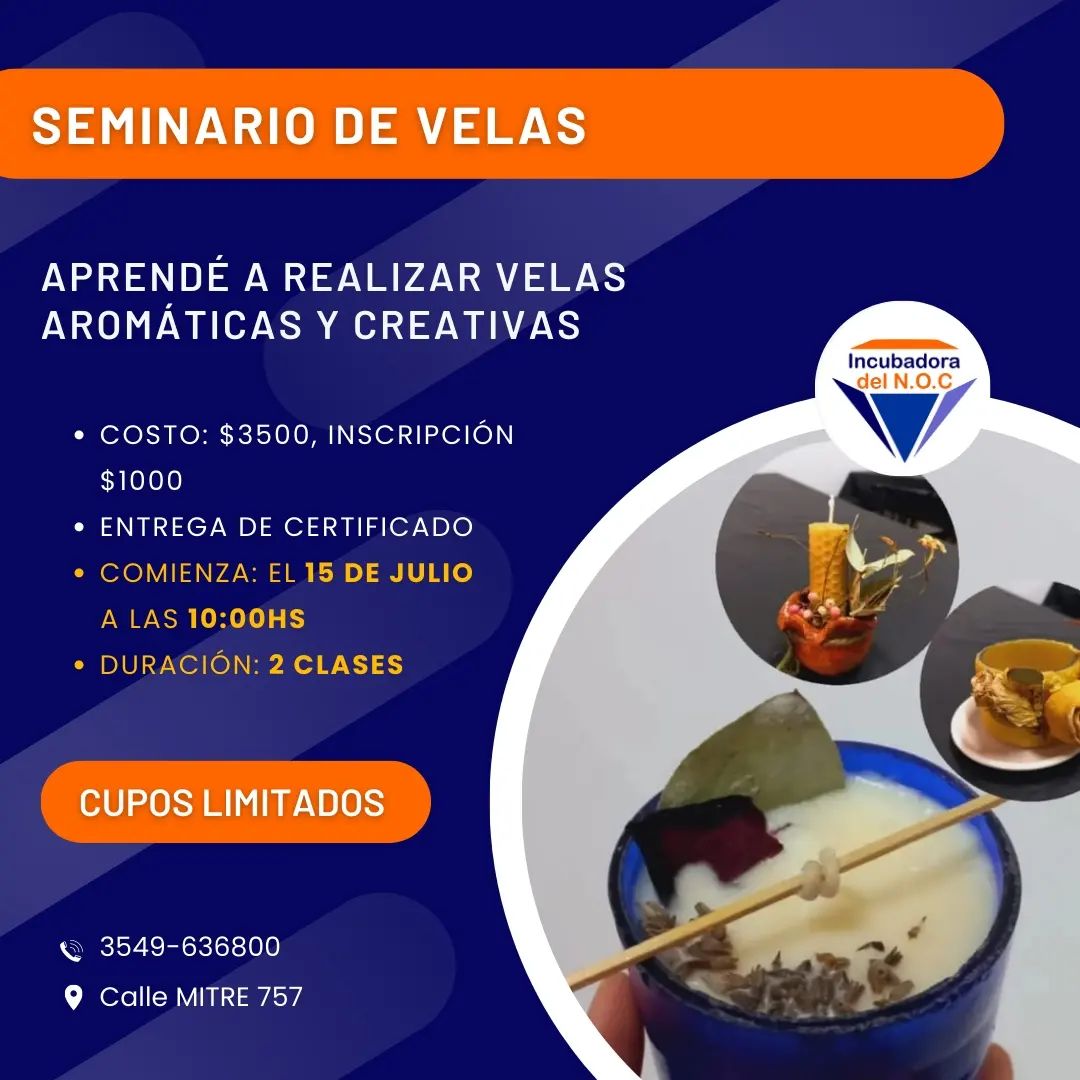 SEMINARIO DE VELAS
APRENDÉ A REALIZAR VELAS
AROMÁTICAS Y CREATIVAS
Incubadora
del N.O.C
• COSTO: $3500, INSCRIPCIÓN
$1000
• ENTREGA DE CERTIFICADO
• COMIENZA: EL 15 DE JULIO
A LAS 10:00HS
• DURACIÓN: 2 CLASES
CUPOS LIMITADOS
3549-636800
Calle MITRE 757